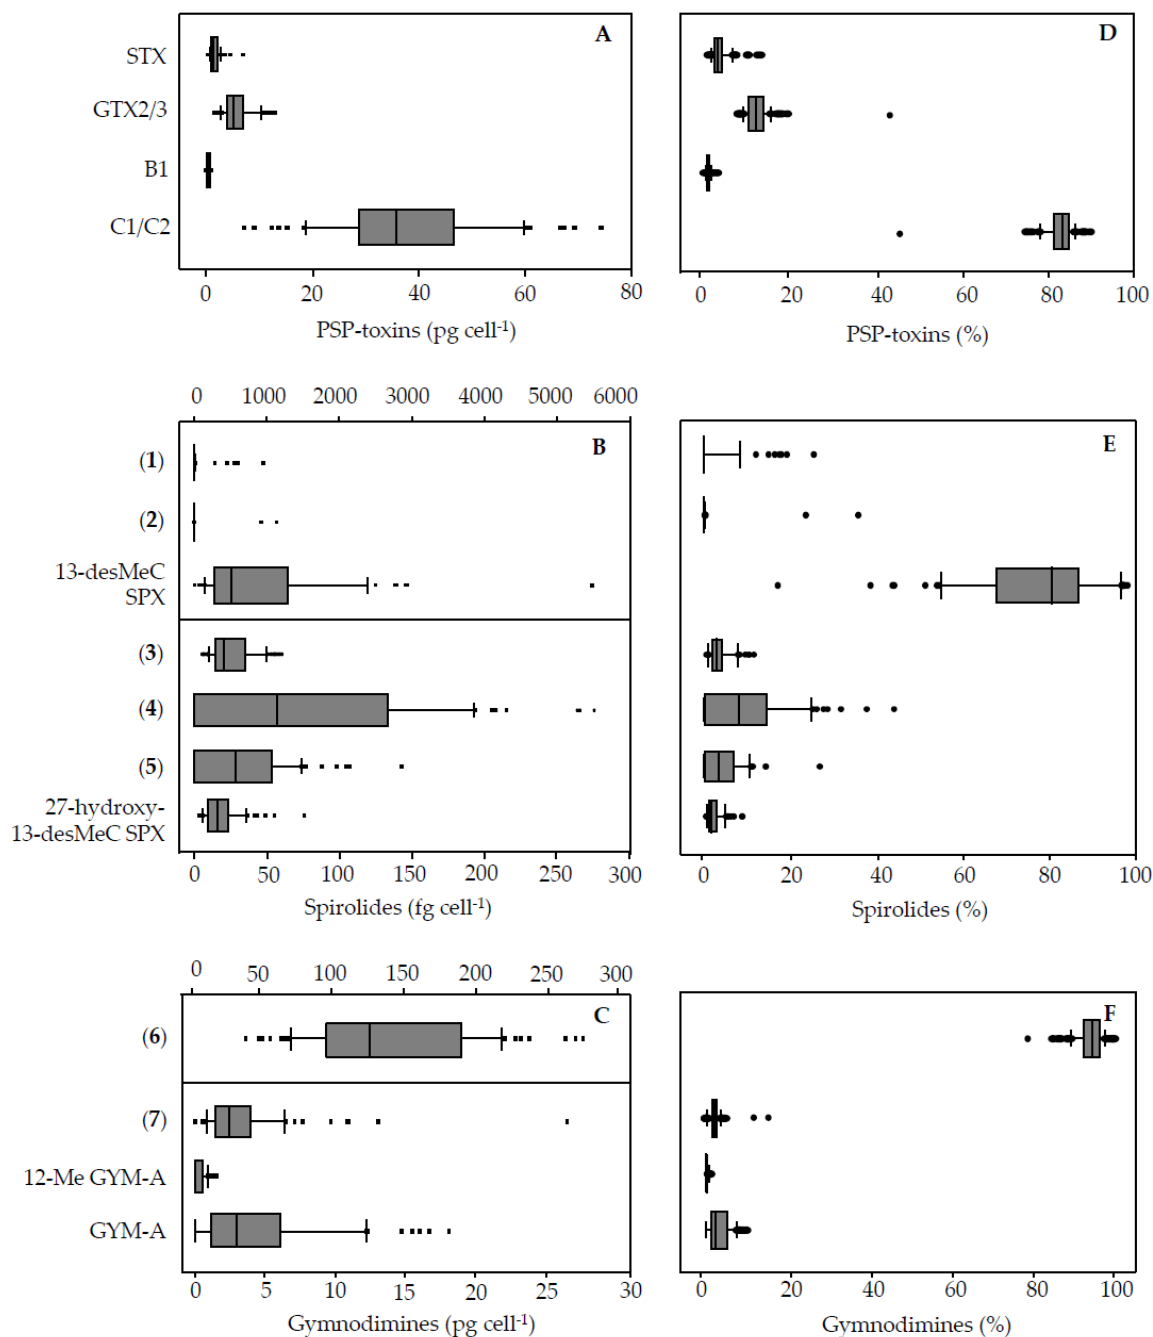 A
STX
GTX2/3
B1
C1/C2
0 20 40 60 80
PSP-toxins (pg cell-1)
D
0 20 40 60 80 100
PSP-toxins (%)
0 1000 2000 3000 4000 5000 6000
B
(1)
(2)
13-desMeC
SPX
(3)
(4)
(5)
27-hydroxy-
13-desMeC SPX
0 50 100 150 200 250 300
Spirolides (fg cell-1)
E
0 20 40 60 80 100
Spirolides (%)
0 50 100 150 200 250 300
C
(6)
(7)
12-Me GYM-A
GYM-A
0 5 10 15 20 25 30
Gymnodimines (pg cell-1)
F
0 20 40 60 80 100
Gymnodimines (%)